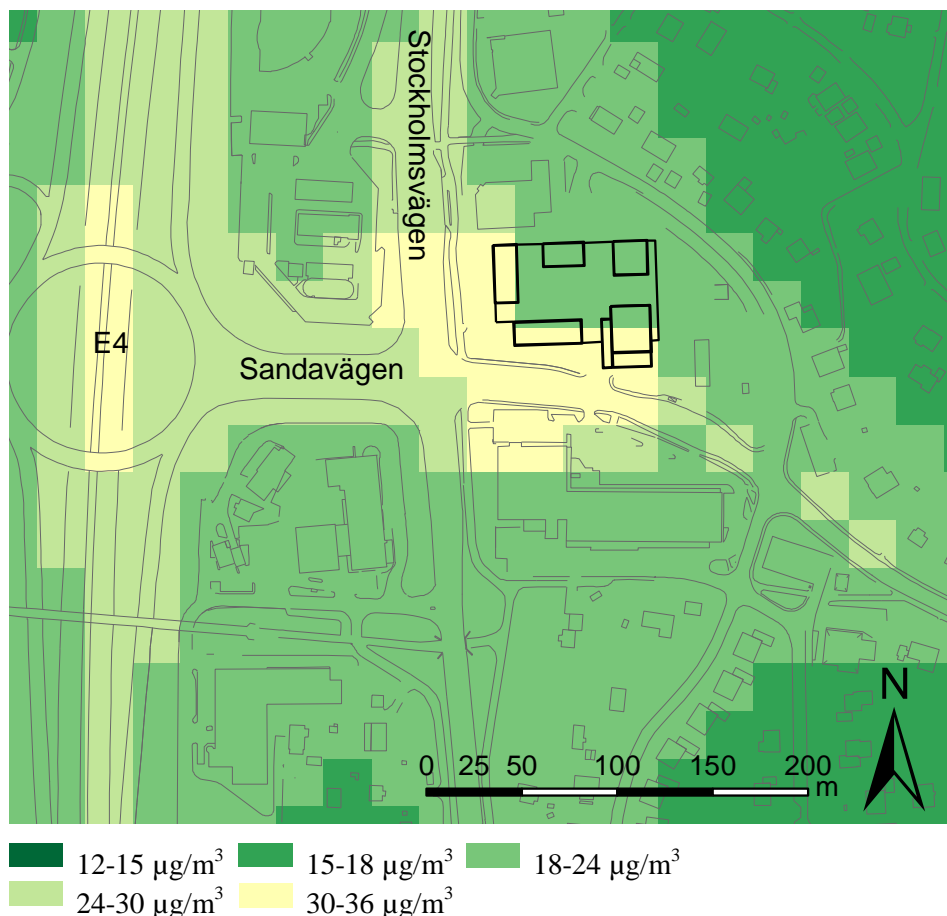 Stockholmsvägen
E4
Sandavägen
N
0 25 50 100 150 200
m
12-15 µg/m³ 15-18 µg/m³ 18-24 µg/m³
24-30 µg/m³ 30-36 µg/m³